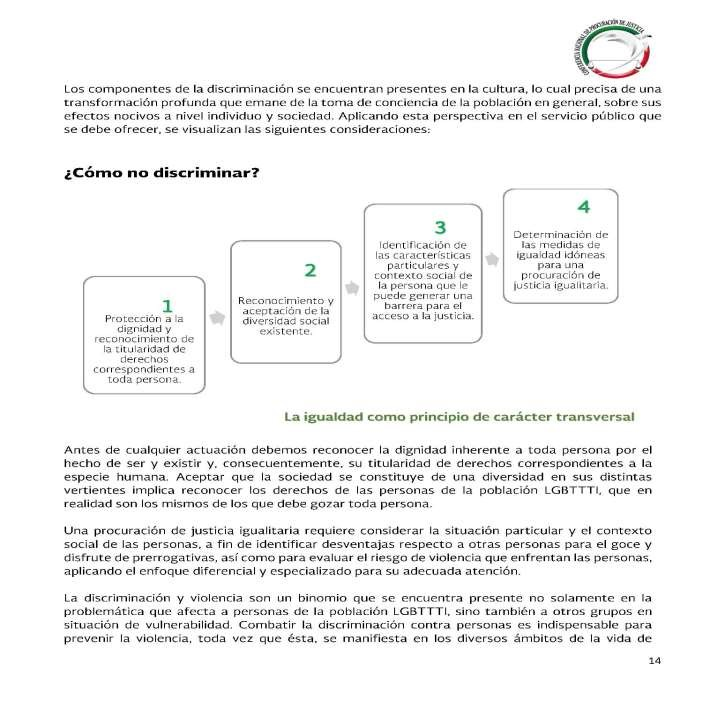 CONFERENCIA NACIONAL DE PROCURACIÓN DE JUSTICIA
Los componentes de la discriminación se encuentran presentes en la cultura, lo cual precisa de una
transformación profunda que emane de la toma de conciencia de la población en general, sobre sus
efectos nocivos a nivel individuo y sociedad. Aplicando esta perspectiva en el servicio público que
se debe ofrecer, se visualizan las siguientes consideraciones:
¿Cómo no discriminar?
1
Protección a la
dignidad y
reconocimiento de
la titularidad de
derechos
correspondientes a
toda persona.
2
Reconocimiento y
aceptación de la
diversidad social
existente.
3
Identificación de
las características
particulares y
contexto social de
la persona que le
puede generar una
barrera para el
acceso a la justicia.
4
Determinación de
las medidas de
igualdad idóneas
para una
procuración de
justicia igualitaria.
La igualdad como principio de carácter transversal
Antes de cualquier actuación debemos reconocer la dignidad inherente a toda persona por el
hecho de ser y existir y, consecuentemente, su titularidad de derechos correspondientes a la
especie humana. Aceptar que la sociedad se constituye de una diversidad en sus distintas
vertientes implica reconocer los derechos de las personas de la población LGBTTTI, que en
realidad son los mismos de los que debe gozar toda persona.
Una procuración de justicia igualitaria requiere considerar la situación particular y el contexto
social de las personas, a fin de identificar desventajas respecto a otras personas para el goce y
disfrute de prerrogativas, así como para evaluar el riesgo de violencia que enfrentan las personas,
aplicando el enfoque diferencial y especializado para su adecuada atención.
La discriminación y violencia son un binomio que se encuentra presente no solamente en la
problemática que afecta a personas de la población LGBTTTI, sino también a otros grupos en
situación de vulnerabilidad. Combatir la discriminación contra personas es indispensable para
prevenir la violencia, toda vez que ésta, se manifiesta en los diversos ámbitos de la vida de
14